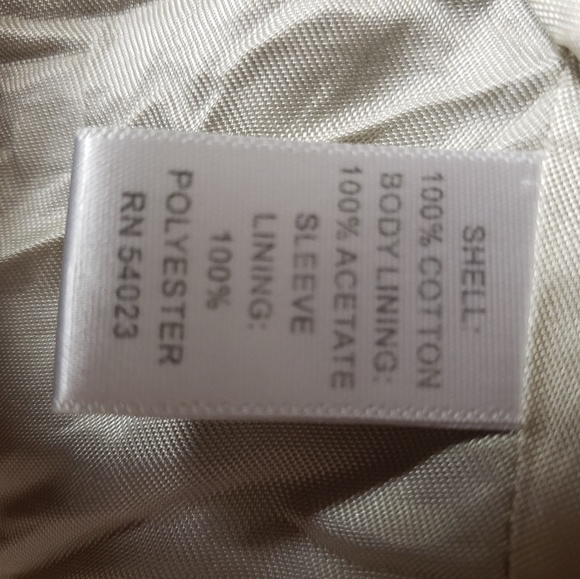 SHELL:
100% COTTON
BODY LINING:
100% ACETATE
SLEEVE
LINING:
100%
POLYESTER
RN 54023